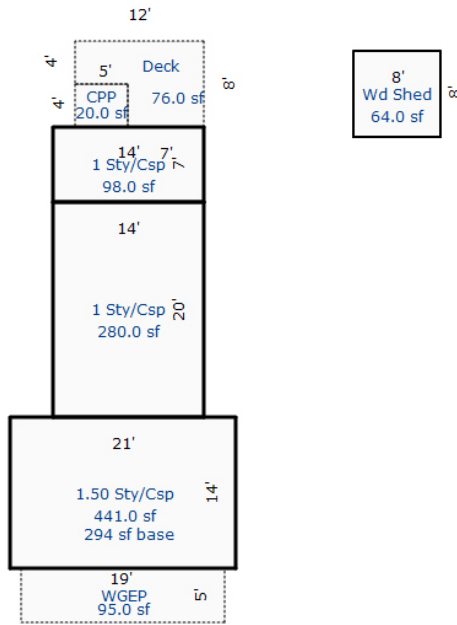 12'
4'
5'
Deck
8'
4'
CPP
20.0 sf
76.0 sf
8'
Wd Shed
64.0 sf
8'
14'
7'
7'
1 Sty/Csp
98.0 sf
14'
20'
1 Sty/Csp
280.0 sf
21'
14'
1.50 Sty/Csp
441.0 sf
294 sf base
19'
WGEP
95.0 sf
5'